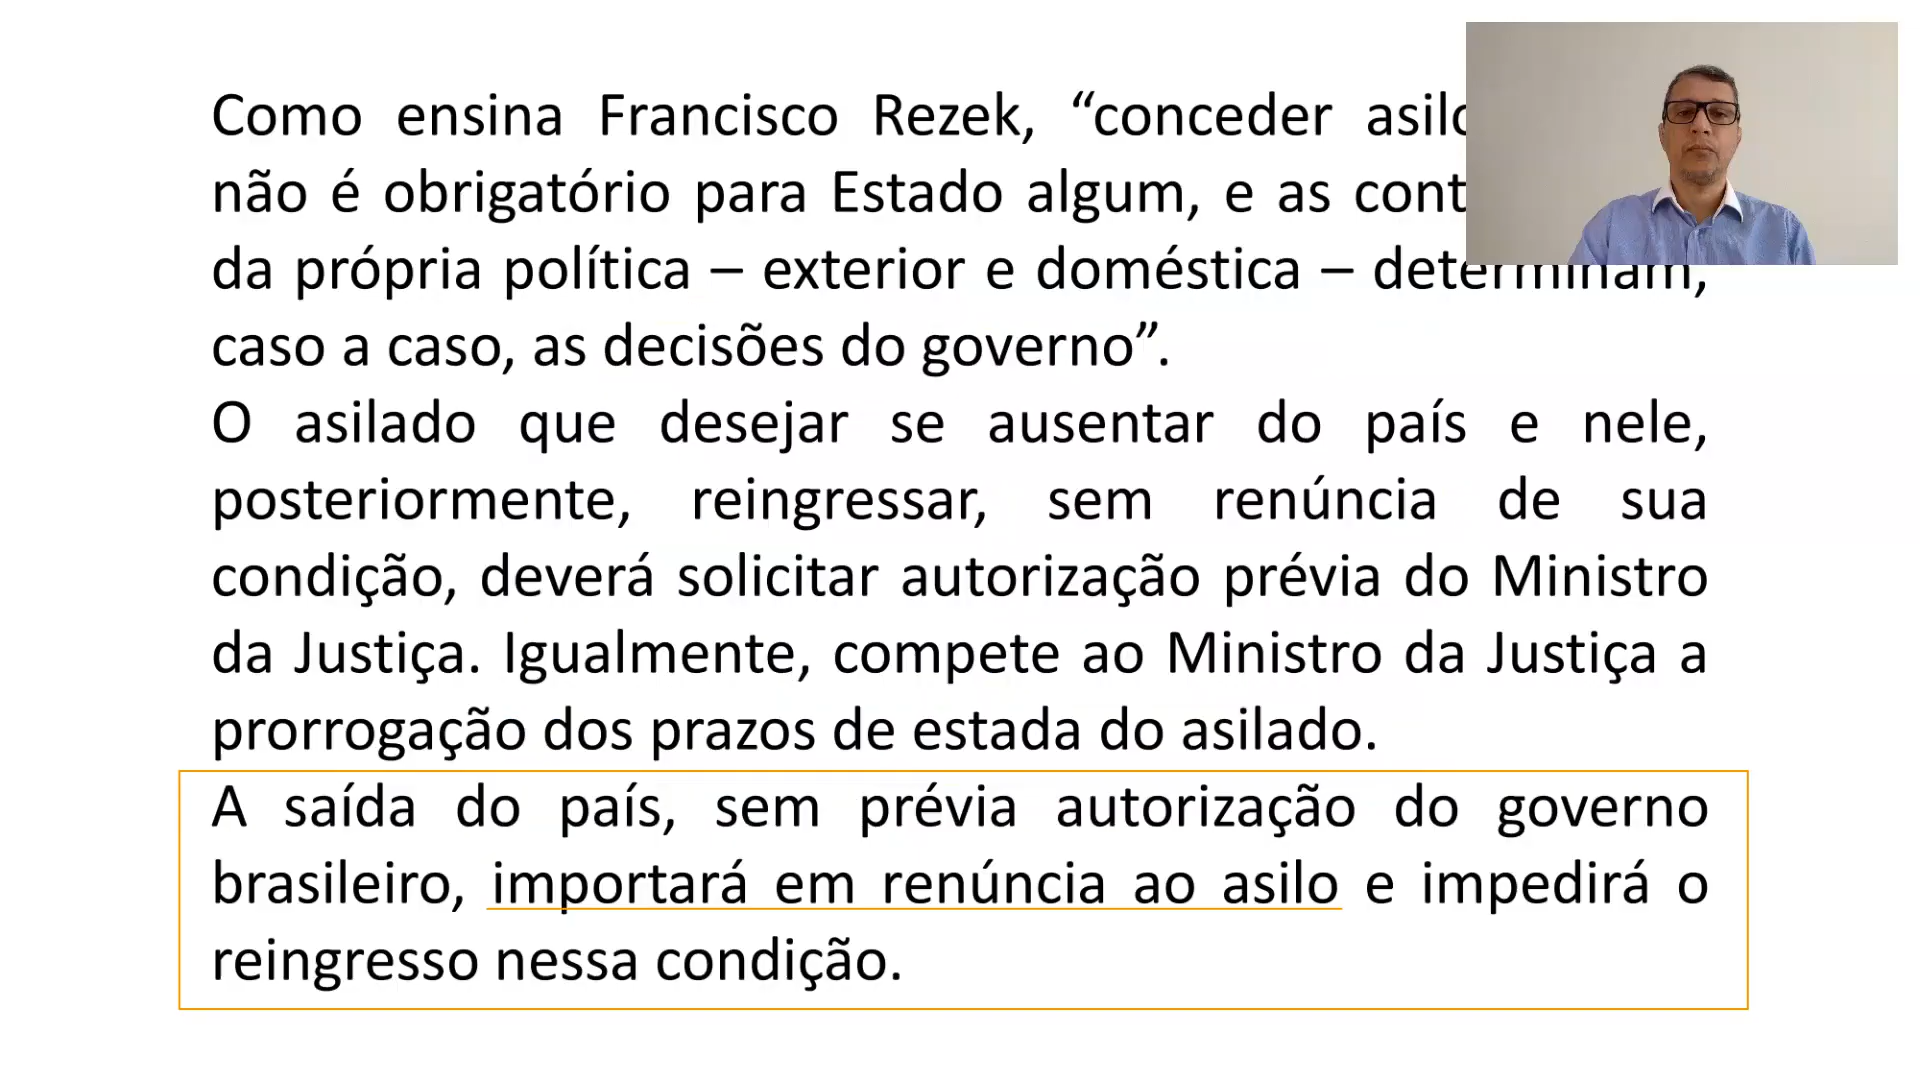 Como ensina Francisco Rezek, “conceder
não é obrigatório para Estado algum, e as
da própria política – exterior e doméstica – determinam,
caso a caso, as decisões do governo”.
O asilado que desejar se ausentar do país e nele,
posteriormente, reingressar, sem renúncia de sua
condição, deverá solicitar autorização prévia do Ministro
da Justiça. Igualmente, compete ao Ministro da Justiça a
prorrogação dos prazos de estada do asilado.
A saída do país, sem prévia autorização do governo
brasileiro, importará em renúncia ao asilo e impedirá o
reingresso nessa condição.